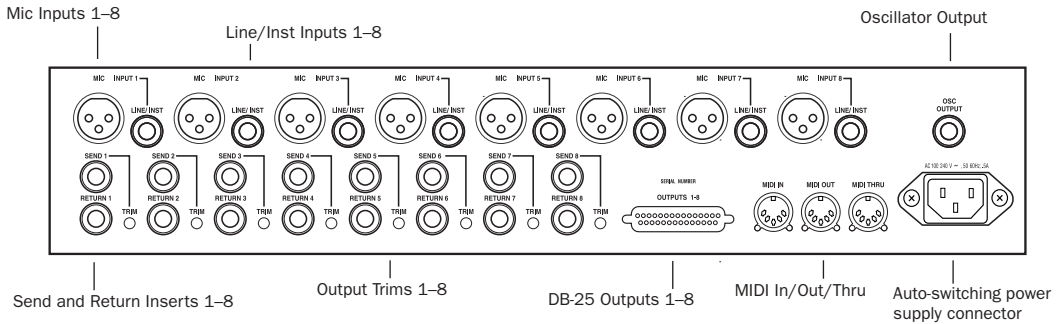 Mic Inputs 1–8
Oscillator Output
Line/Inst Inputs 1–8
MIC INPUT 1 MIC INPUT 2 MIC INPUT 3 MIC INPUT 4 MIC INPUT 5 MIC INPUT 6 MIC INPUT 7 MIC INPUT 8
LINE/INST LINE/INST LINE/INST LINE/INST LINE/INST LINE/INST LINE/INST LINE/INST
OSC
OUTPUT
SEND 1 SEND 2 SEND 3 SEND 4 SEND 5 SEND 6 SEND 7 SEND 8
AC 100 240 V ~ .50 60Hz .5A
SERIAL NUMBER
RETURN 1 RETURN 2 RETURN 3 RETURN 4 RETURN 5 RETURN 6 RETURN 7 RETURN 8
OUTPUTS 1-8
MIDI IN MIDI OUT MIDI THRU
TRIM TRIM TRIM TRIM TRIM TRIM TRIM TRIM
Send and Return Inserts 1–8
Output Trims 1–8
DB-25 Outputs 1–8
MIDI In/Out/Thru
Auto-switching power
supply connector